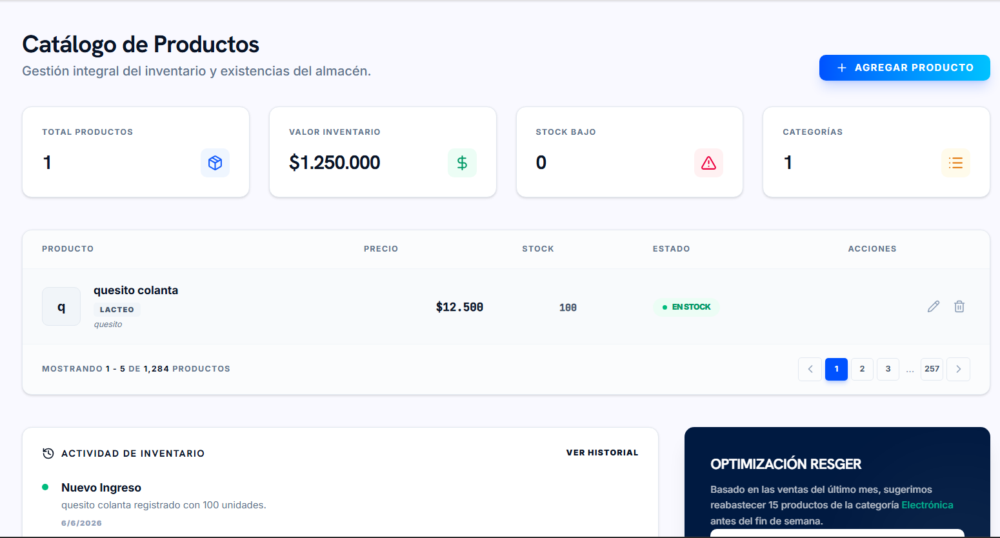 Catálogo de Productos
Gestión integral del inventario y existencias del almacén.
AGREGAR PRODUCTO
TOTAL PRODUCTOS
1
VALOR INVENTARIO
$1.250.000
STOCK BAJO
0
CATEGORÍAS
1
PRODUCTO PRECIO STOCK ESTADO ACCIONES
q
quesito colanta
LACTEO
quesito
$12.500
100
EN STOCK
MOSTRANDO 1 - 5 DE 1,284 PRODUCTOS
1 2 3 ... 257
ACTIVIDAD DE INVENTARIO
VER HISTORIAL
Nuevo Ingreso
quesito colanta registrado con 100 unidades.
6/6/2026
OPTIMIZACIÓN RESGER
Basado en las ventas del último mes, sugerimos
reabastecer 15 productos de la categoría Electrónica
antes del fin de semana.